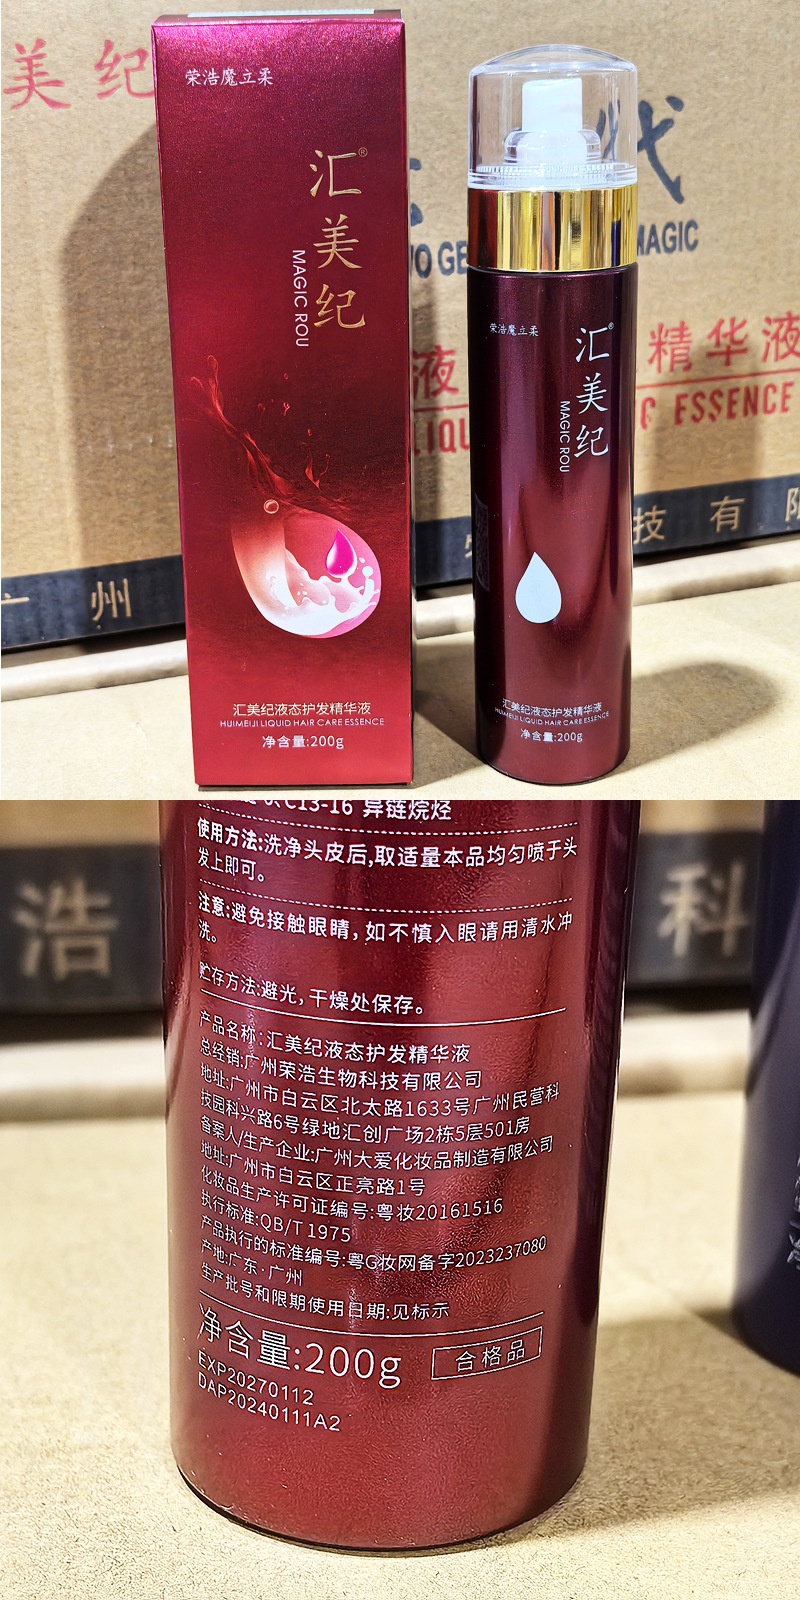 美纪
荣浩魔立柔
汇®
美
纪
MAGIC ROU
代
MAGIC
荣浩魔立柔
汇®
美
纪
MAGIC ROU
液
精华液
ESSENCE
技有限
广州
汇美纪液态护发精华液
HUIMEIJI LIQUID HAIR CARE ESSENCE
净含量:200g
汇美纪液态护发精华液
HUIMEIJI LIQUID HAIR CARE ESSENCE
净含量:200g
C13-16 异链烷烃
使用方法:洗净头皮后,取适量本品均匀喷于头
发上即可。
注意:避免接触眼睛,如不慎入眼请用清水冲
洗。
贮存方法:避光,干燥处保存。
浩
科
产品名称:汇美纪液态护发精华液
总经销:广州荣浩生物科技有限公司
地址:广州市白云区北太路1633号广州民营科
技园科兴路6号绿地汇创广场2栋5层501房
备案人/生产企业:广州大爱化妆品制造有限公司
地址:广州市白云区正亮路1号
化妆品生产许可证编号:粤妆20161516
执行标准:QB/T 1975
产品执行的标准编号:粤G妆网备字2023237080
产地:广东·广州
生产批号和限期使用日期:见标示
净含量:200g
合格品
EXP20270112
DAP20240111A2